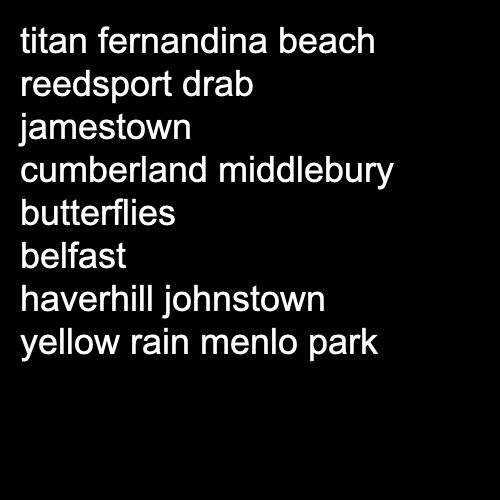 titan fernandina beach
reedsport drab
jamestown
cumberland middlebury
butterflies
belfast
haverhill johnstown
yellow rain menlo park